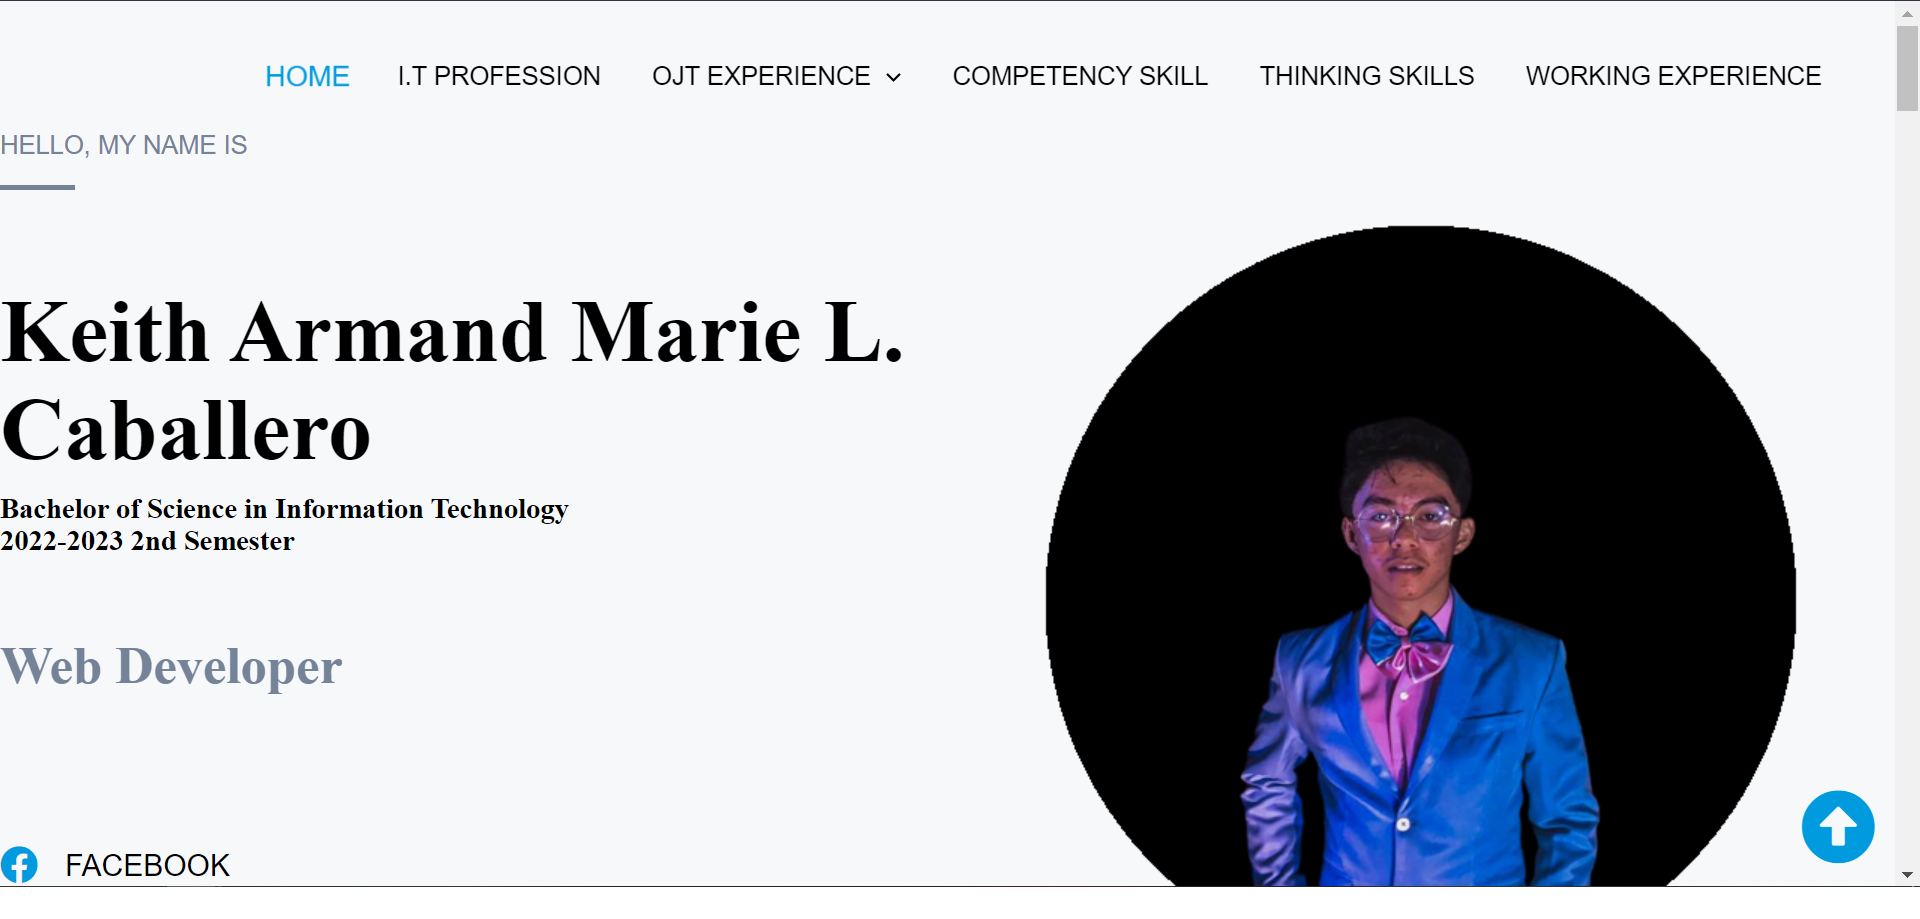 HOME I.T PROFESSION OJT EXPERIENCE COMPETENCY SKILL THINKING SKILLS WORKING EXPERIENCE
HELLO, MY NAME IS
Keith Armand Marie L.
Caballero
Bachelor of Science in Information Technology
2022-2023 2nd Semester
Web Developer
FACEBOOK